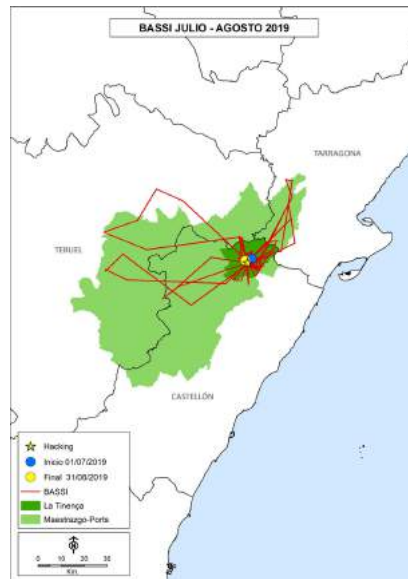 BASSI JULIO - AGOSTO 2019
TARRAGONA
TERUEL
CASTELLÓN
Hacking
Inicio 01/07/2019
Final 31/08/2019
BASSI
La Tinença
Maestrazgo-Ports
0 10 20 30
Km.